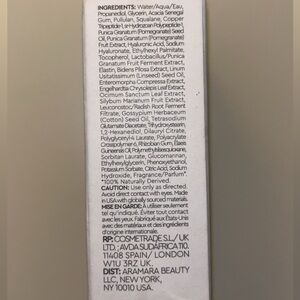 INGREDIENTS: Water/Aqua/Eau,
Propanediol, Glycerin, Acacia Senegal
Gum, Pullulan, Squalane, Copper
Tripeptide-1, sr-Hydrozoan Polypeptide-1,
Punica Granatum (Pomegranate) Seed
Oil, Punica Granatum (Pomegranate)
Fruit Extract, Hyaluronic Acid, Sodium
Hyaluronate, Ethylhexyl Palmitate,
Tocopherol, Lactobacillus/Punica
Granatum Fruit Ferment Extract,
Elastin, Bidens Pilosa Extract, Linum
Usitatissimum (Linseed) Seed Oil,
Enteromorpha Compressa Extract,
Engelhardtia Chrysolepis Leaf Extract,
Ocimum Sanctum Leaf Extract,
Silybum Marianum Fruit Extract,
Leuconostoc/Radish Root Ferment
Filtrate, Gossypium Herbaceum
(Cotton) Seed Oil, Tetrasodium
Glutamate Diacetate, *Trihydroxystearin,
1,2-Hexanediol, Dilauryl Citrate,
Polyglyceryl-4 Laurate, Polyacrylate
Crosspolymer-6, Rhizobian Gum, Elaeis
Guineensis Oil, Polymethylsilsesquioxane,
Sorbitan Laurate, Glucomannan,
Ethylhexylglycerin, Phenoxyethanol,
Potassium Sorbate, Citric Acid, Sodium
Hydroxide, Fragrance/Parfum*.
*100% Naturally Derived.
CAUTION: Use only as directed.
Avoid direct contact with eyes. Made
in USA with globally sourced materials.
MISE EN GARDE: À utiliser seulement
tel qu'indiqué. Éviter tout contact
avec les yeux. Fabriqué aux États Unis
avec des matériaux et des ingrédients
d'origine internationale.
RP: COSMETRADE S.L/UK
LTD. ; AVDA SUDÁFRICA 10.
11408 SPAIN/ LONDON
W1U 3RZ UK.
DIST: ARAMARA BEAUTY
LLC, NEW YORK,
NY 10010 USA.